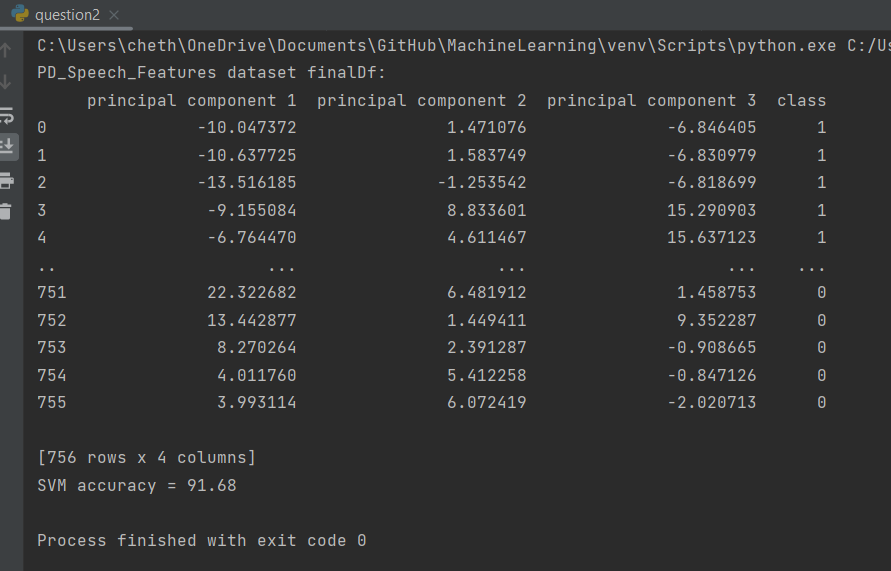 question2
C:\Users\cheth\OneDrive\Documents\GitHub\MachineLearning\venv\Scripts\python.exe C:/Us
PD_Speech_Features dataset finalDf:
principal component 1 principal component 2 principal component 3 class
0 -10.047372 1.471076 -6.846405 1
1 -10.637725 1.583749 -6.830979 1
2 -13.516185 -1.253542 -6.818699 1
3 -9.155084 8.833601 15.290903 1
4 -6.764470 4.611467 15.637123 1
.. ... ... ... ...
751 22.322682 6.481912 1.458753 0
752 13.442877 1.449411 9.352287 0
753 8.270264 2.391287 -0.908665 0
754 4.011760 5.412258 -0.847126 0
755 3.993114 6.072419 -2.020713 0
[756 rows x 4 columns]
SVM accuracy = 91.68
Process finished with exit code 0